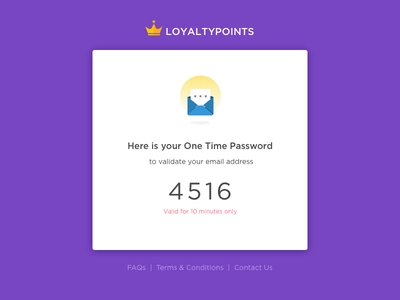 LOYALTYPOINTS
Here is your One Time Password
to validate your email address
4516
Valid for 10 minutes only
FAQs | Terms & Conditions | Contact Us